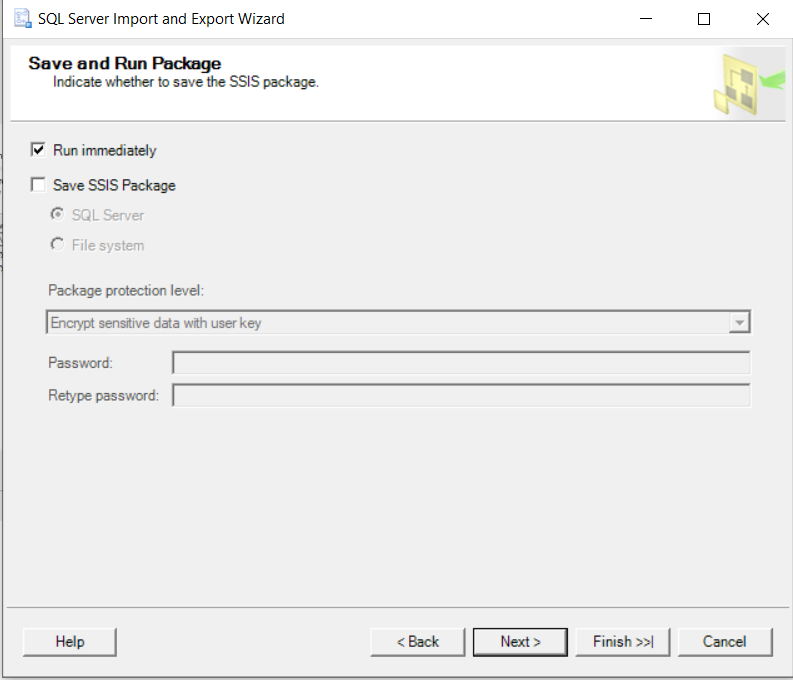 SQL Server Import and Export Wizard
Save and Run Package
Indicate whether to save the SSIS package.
Run immediately
Save SSIS Package
SQL Server
File system
Package protection level:
Encrypt sensitive data with user key
Password:
Retype password:
Help
< Back
Next >
Finish >>|
Cancel